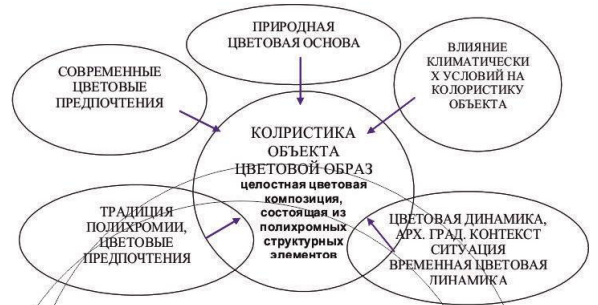 ПРИРОДНАЯ
ЦВЕТОВАЯ ОСНОВА
СОВРЕМЕННЫЕ
ЦВЕТОВЫЕ
ПРЕДПОЧТЕНИЯ
ВЛИЯНИЕ
КЛИМАТИЧЕСКИ
Х УСЛОВИЙ НА
КОЛОРИСТИКУ
ОБЪЕКТА
КОЛРИСТИКА
ОБЪЕКТА
ЦВЕТОВОЙ ОБРАЗ
целостная цветовая
композиция,
состоящая из
полихромных
структурных
элементов
ТРАДИЦИЯ
ПОЛИХРОМИИ,
ЦВЕТОВЫЕ
ПРЕДПОЧТЕНИЯ
ЦВЕТОВАЯ ДИНАМИКА,
АРХ. ГРАД. КОНТЕКСТ
СИТУАЦИЯ
ВРЕМЕННАЯ ЦВЕТОВАЯ
ЛИНАМИКА